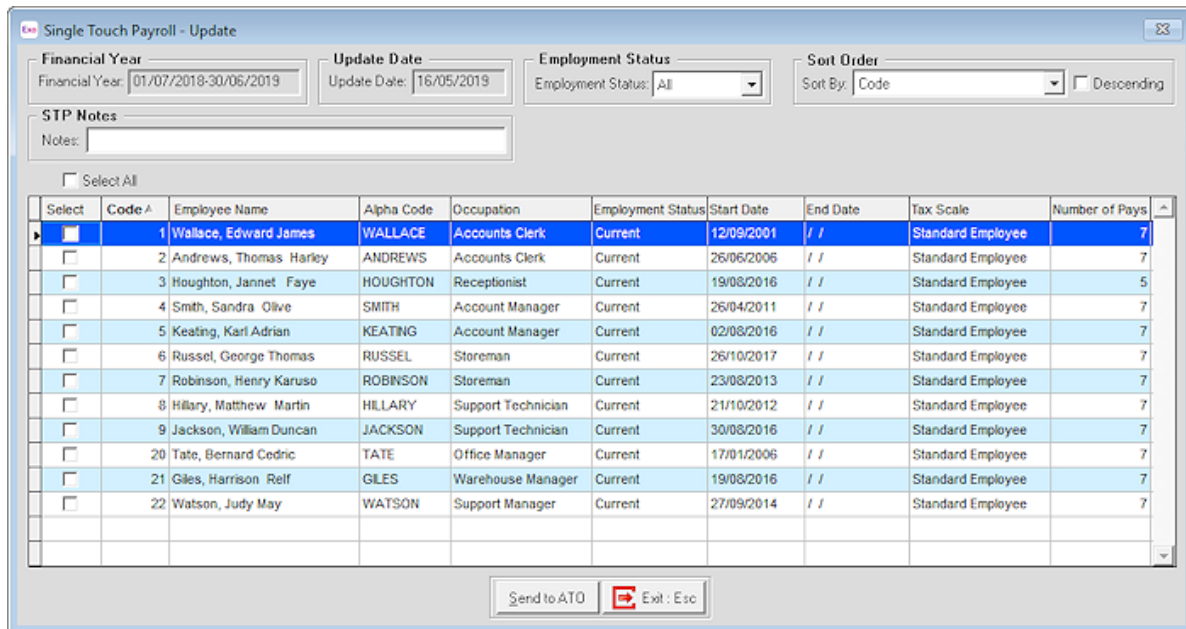 Exo Single Touch Payroll - Update
Financial Year Update Date Employment Status Sort Order
Financial Year: 01/07/2018-30/06/2019 Update Date: 16/05/2019 Employment Status: All Sort By: Code Descending
STP Notes
Notes:
Select All
Select Code Employee Name Alpha Code Occupation Employment Status Start Date End Date Tax Scale Number of Pays
1 Wallace, Edward James WALLACE Accounts Clerk Current 12/09/2001 / / Standard Employee 7
2 Andrews, Thomas Harley ANDREWS Accounts Clerk Current 26/06/2006 / / Standard Employee 7
3 Houghton, Jannet Faye HOUGHTON Receptionist Current 19/08/2016 / / Standard Employee 5
4 Smith, Sandra Olive SMITH Account Manager Current 26/04/2011 / / Standard Employee 7
5 Keating, Karl Adrian KEATING Account Manager Current 02/08/2016 / / Standard Employee 7
6 Russel, George Thomas RUSSEL Storeman Current 26/10/2017 / / Standard Employee 7
7 Robinson, Henry Karuso ROBINSON Storeman Current 23/08/2013 / / Standard Employee 7
8 Hillary, Matthew Martin HILLARY Support Technician Current 21/10/2012 / / Standard Employee 7
9 Jackson, William Duncan JACKSON Support Technician Current 30/08/2016 / / Standard Employee 7
20 Tate, Bernard Cedric TATE Office Manager Current 17/01/2006 / / Standard Employee 7
21 Giles, Harrison Relf GILES Warehouse Manager Current 19/08/2016 / / Standard Employee 7
22 Watson, Judy May WATSON Support Manager Current 27/09/2014 / / Standard Employee 7
Send to ATO Exit : Esc